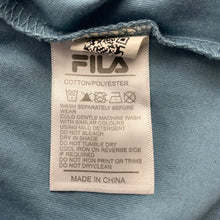 FILA
COTTON/POLYESTER
WASH SEPARATELY BEFORE
WEAR
COLD GENTLE MACHINE WASH
WITH SIMILAR COLOURS
USING MILD DETERGENT
DO NOT BLEACH
DRY IN SHADE
DO NOT TUMBLE DRY
COOL IRON ON REVERSE SIDE
IF REQUIRED
DO NOT IRON PRINT OR TRIMS
DO NOT DRYCLEAN
MADE IN CHINA